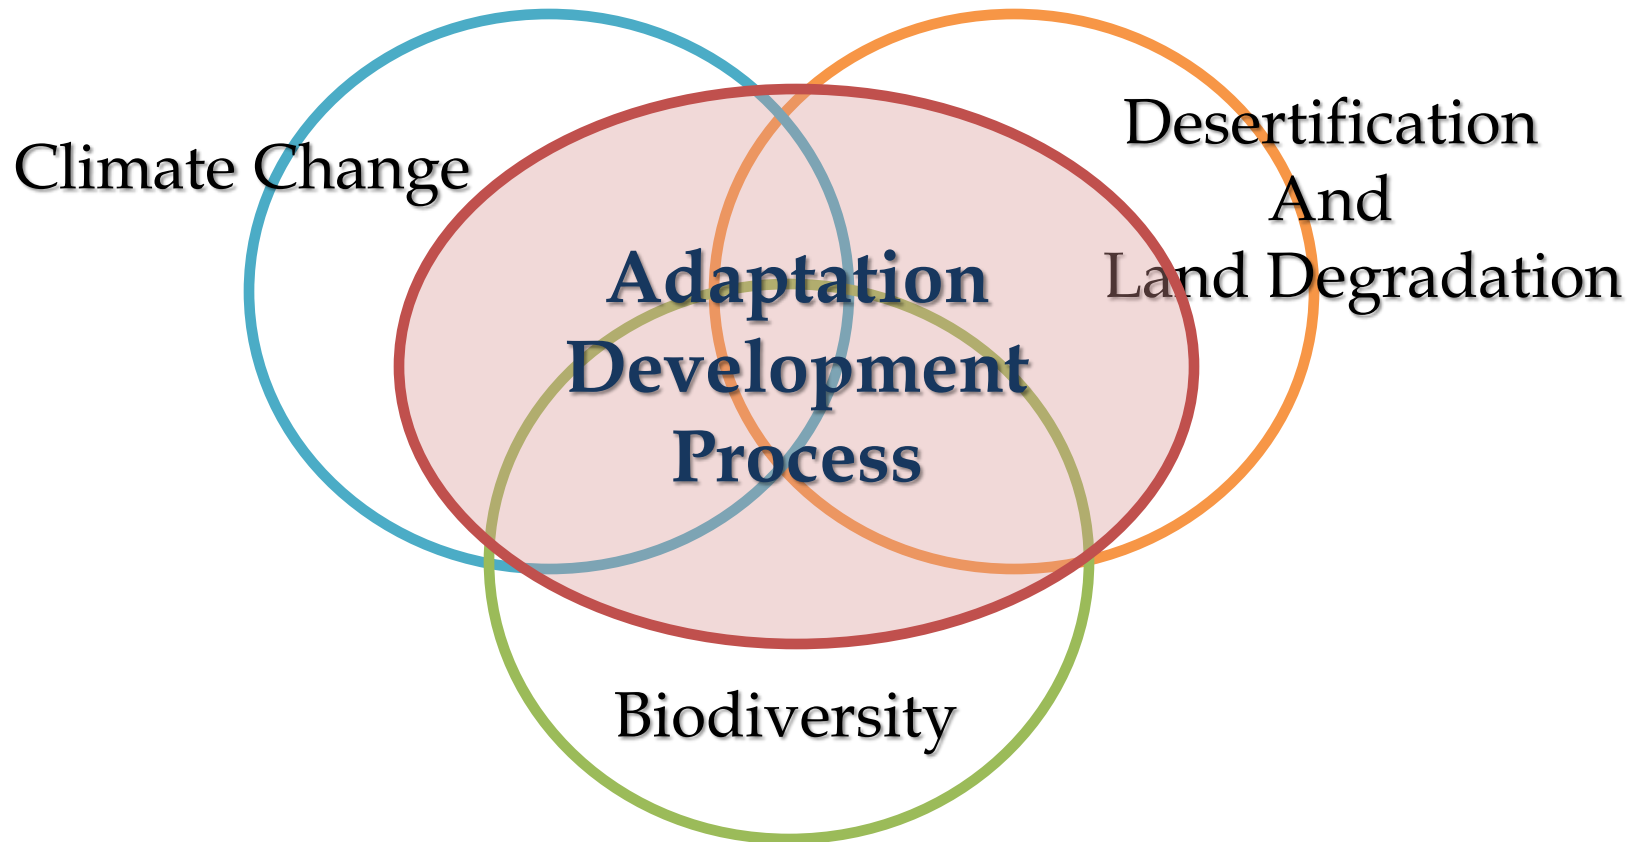 Climate Change
Desertification
And
Land Degradation
Adaptation
Development
Process
Biodiversity